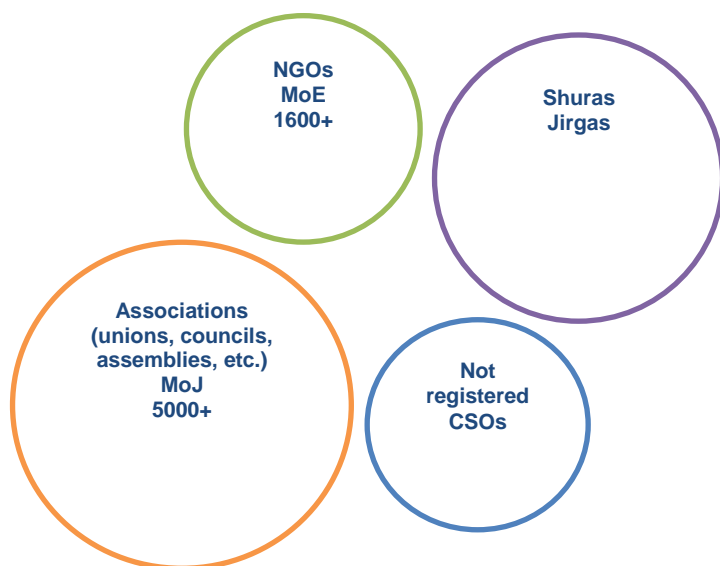 NGOs
MoE
1600+
Shuras
Jirgas
Associations
(unions, councils,
assemblies, etc.)
MoJ
5000+
Not
registered
CSOs